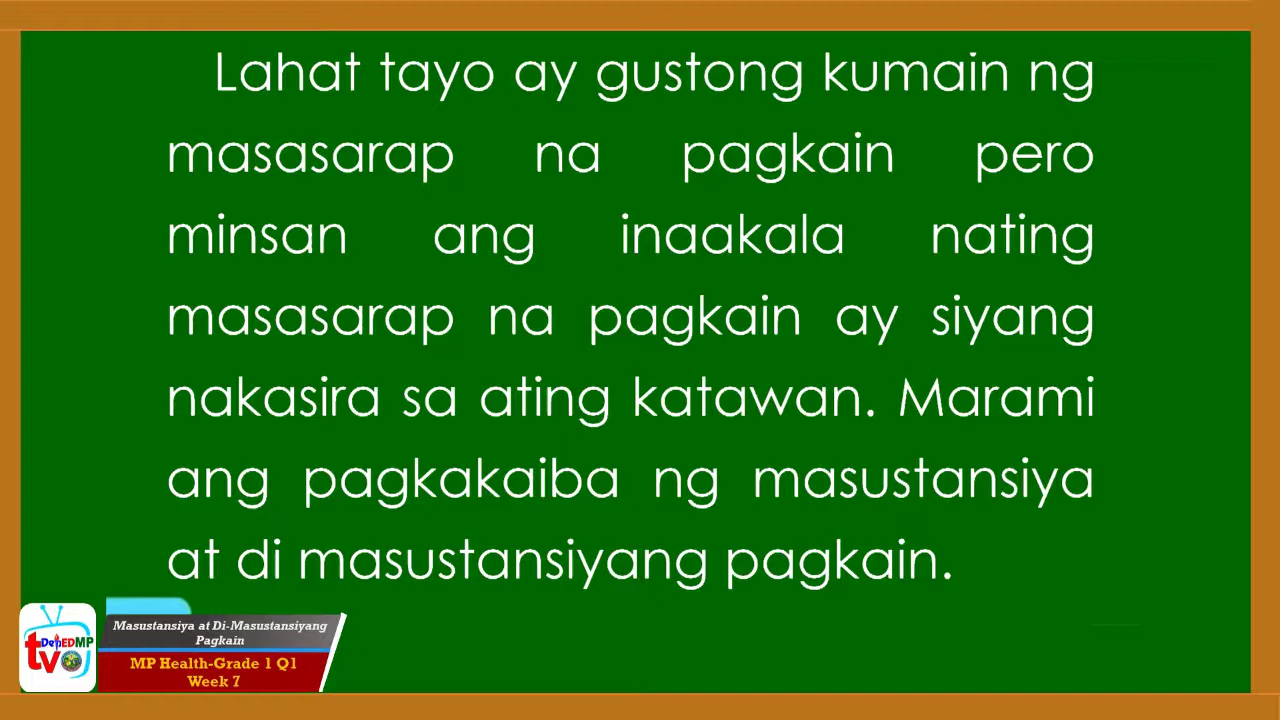 Lahat tayo ay gustong kumain ng
masasarap na pagkain pero
minsan ang inaakala nating
masasarap na pagkain ay siyang
nakasira sa ating katawan. Marami
ang pagkakaiba ng masustansiya
at di masustansiyang pagkain.
tv DepEDMP
Masustansiya at Di-Masustansiyang
Pagkain
MP Health-Grade 1 Q1
Week 7